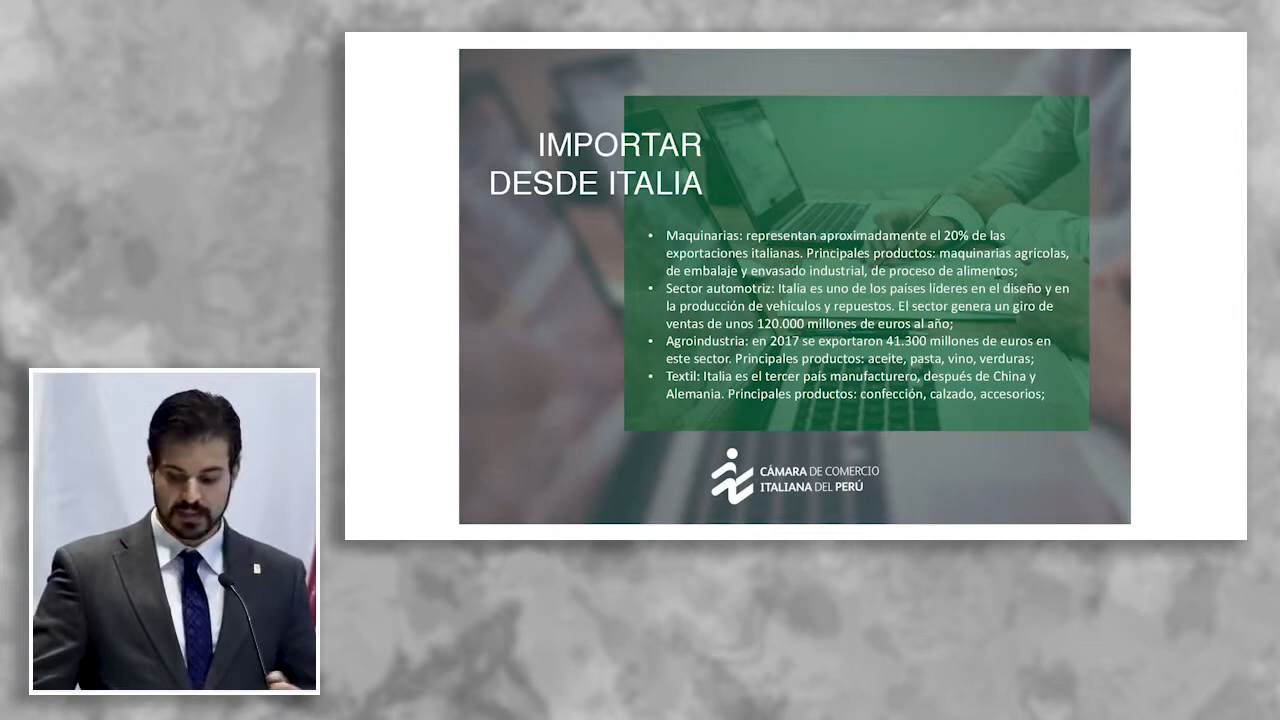 IMPORTAR
DESDE ITALIA
• Maquinarias: representan aproximadamente el 20% de las
exportaciones italianas. Principales productos: maquinarias agrícolas,
de embalaje y envasado industrial, de proceso de alimentos;
• Sector automotriz: Italia es uno de los países líderes en el diseño y en
la producción de vehículos y repuestos. El sector genera un giro de
ventas de unos 120.000 millones de euros al año;
• Agroindustria: en 2017 se exportaron 41.300 millones de euros en
este sector. Principales productos: aceite, pasta, vino, verduras;
• Textil: Italia es el tercer país manufacturero, después de China y
Alemania. Principales productos: confección, calzado, accesorios;
CÁMARA DE COMERCIO
ITALIANA DEL PERÚ